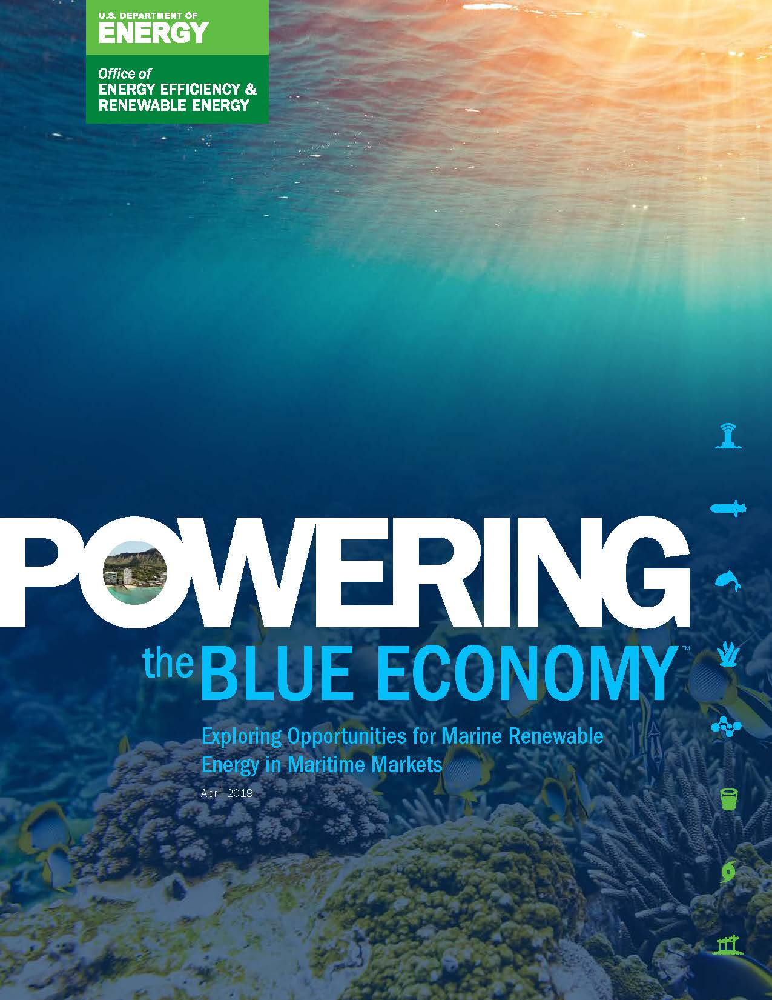 U.S. DEPARTMENT OF
ENERGY
Office of
ENERGY EFFICIENCY &
RENEWABLE ENERGY
POWERING
the BLUE ECONOMY™
Exploring Opportunities for Marine Renewable
Energy in Maritime Markets
April 2019